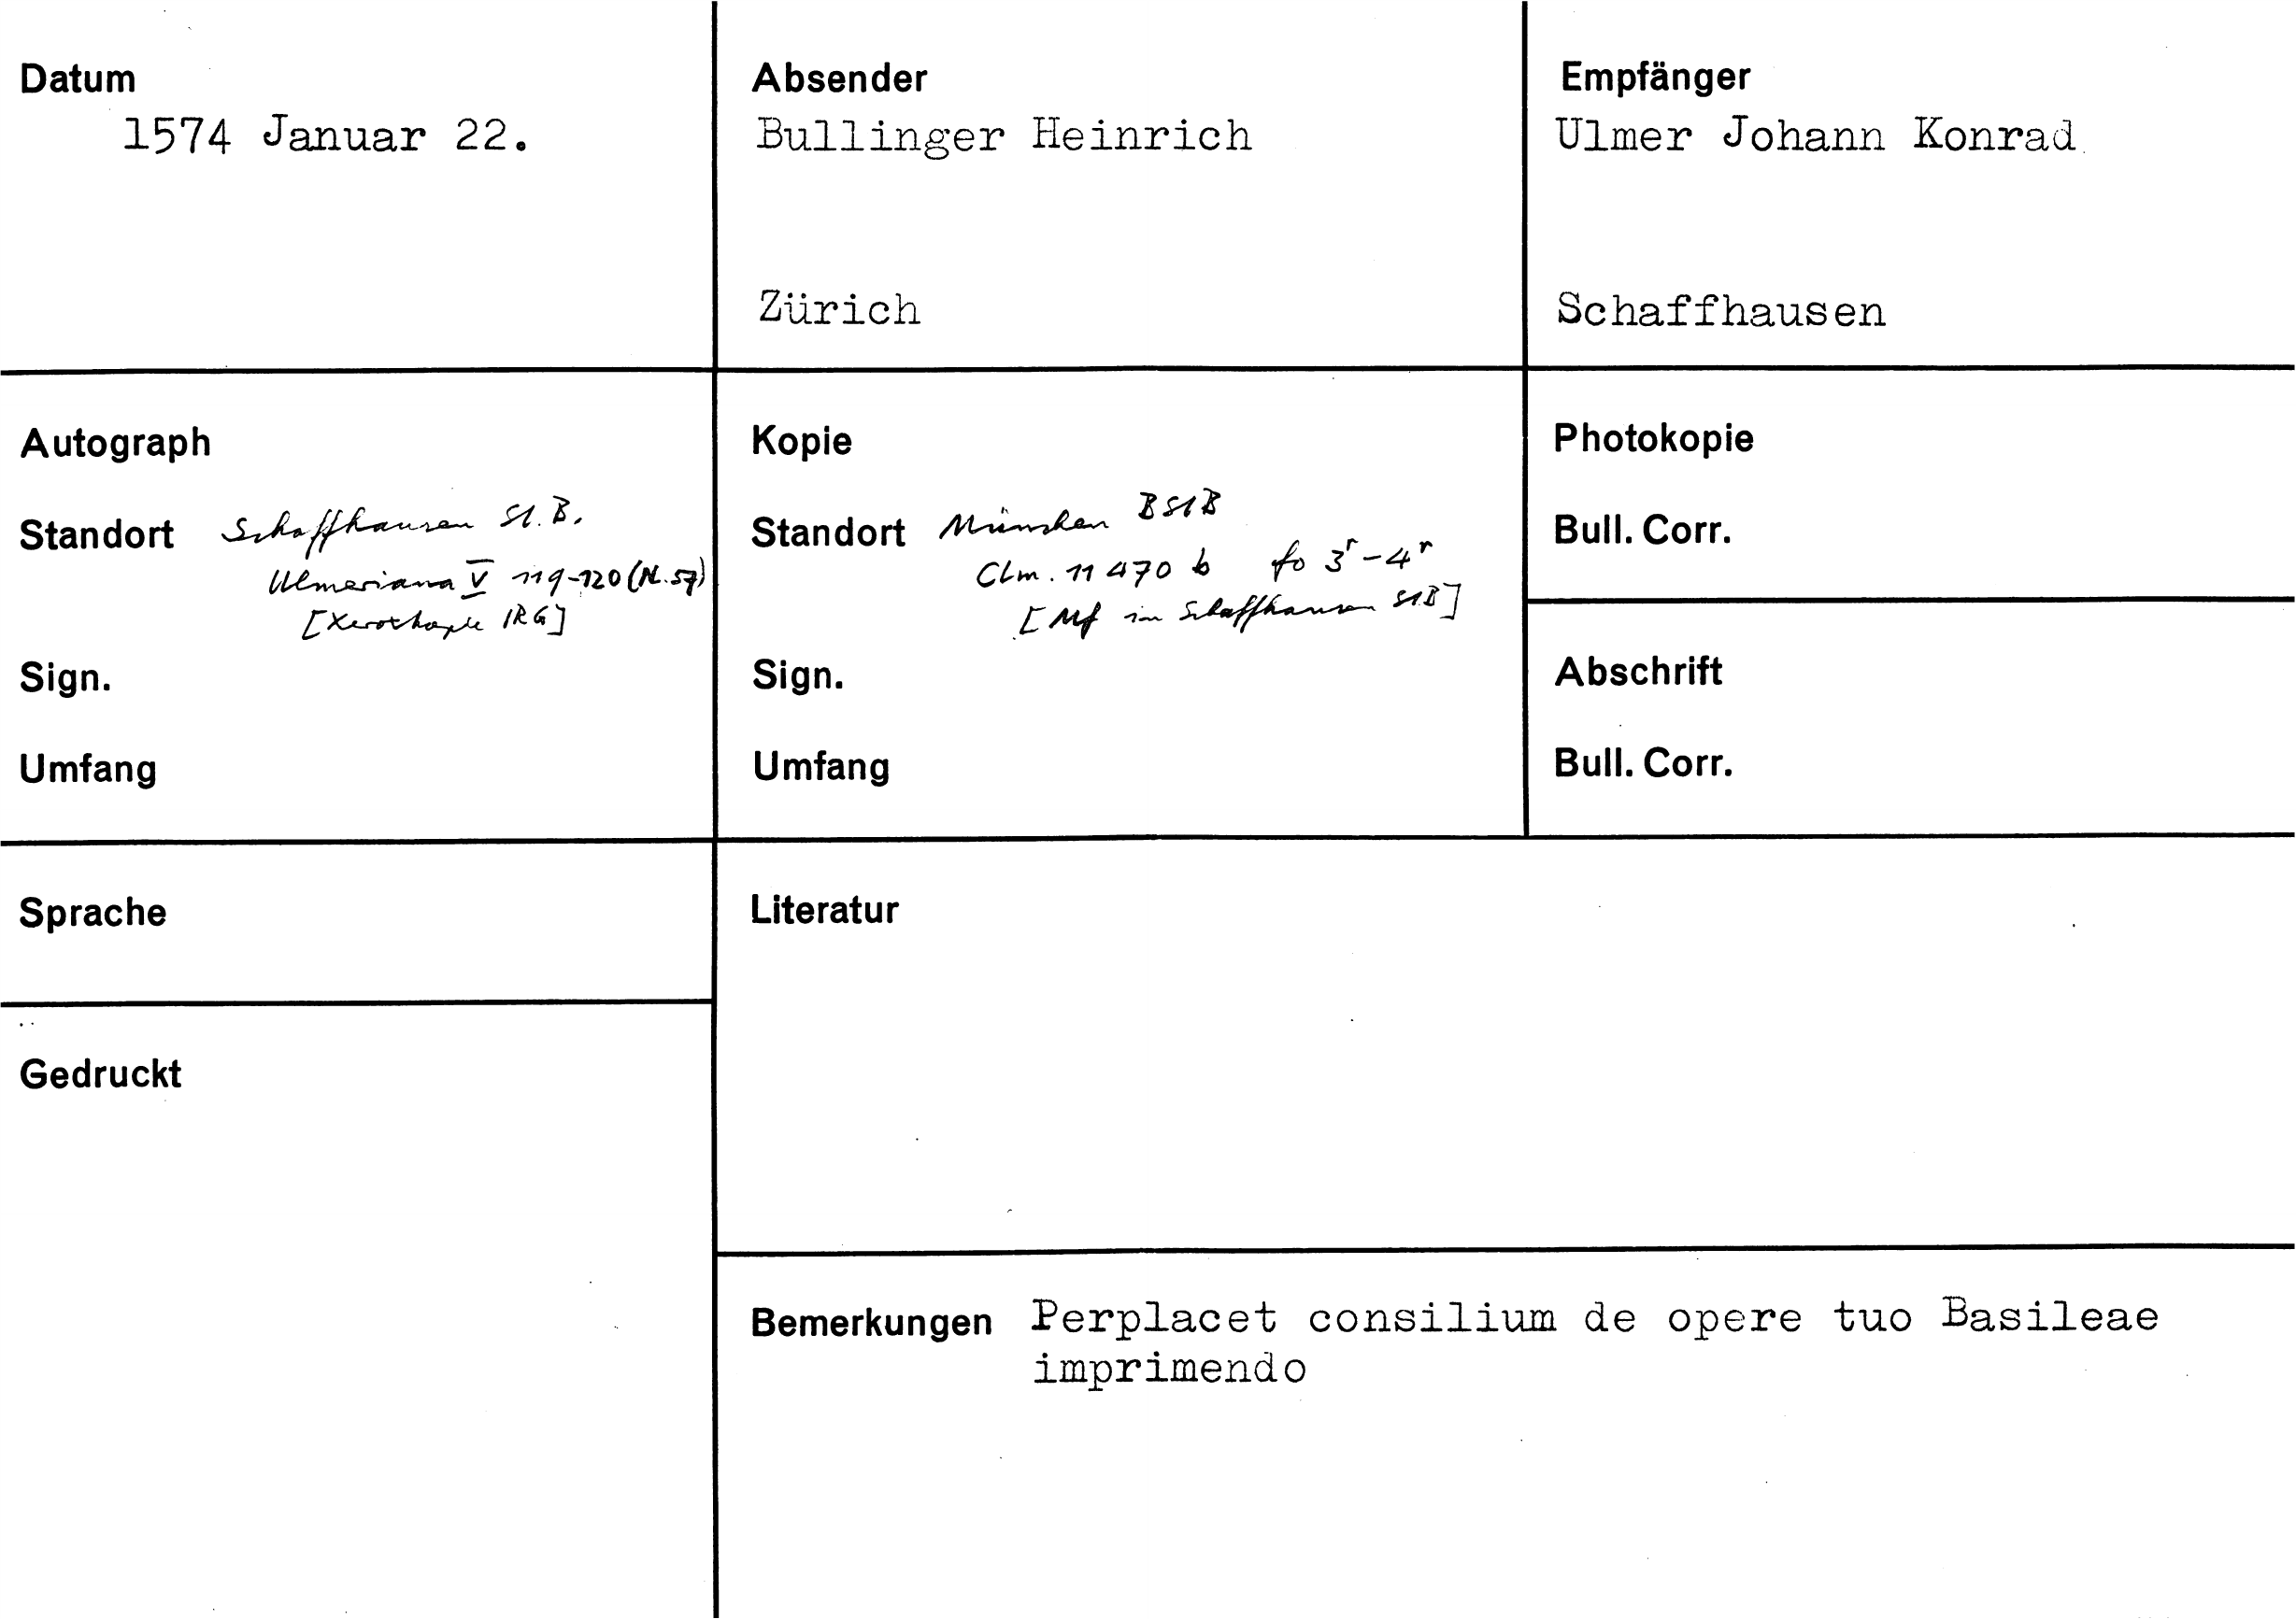 Datum
1574 Januar 22.
Absender
Bullinger Heinrich
Zürich
Empfänger
Ulmer Johann Konrad
Schaffhausen
Autograph
Standort Schaffhausen St. B.
Ulmeriana V 119-120 (N. 57)
[Xerokopie IRG]
Sign.
Umfang
Kopie
Standort München BStB
Clm. 11470 b fo 3r-4r
[Mf in Schaffhausen StB]
Sign.
Umfang
Photokopie
Bull. Corr.
Abschrift
Bull. Corr.
Sprache
Gedruckt
Literatur
Bemerkungen Perplacet consilium de opere tuo Basileae
imprimendo